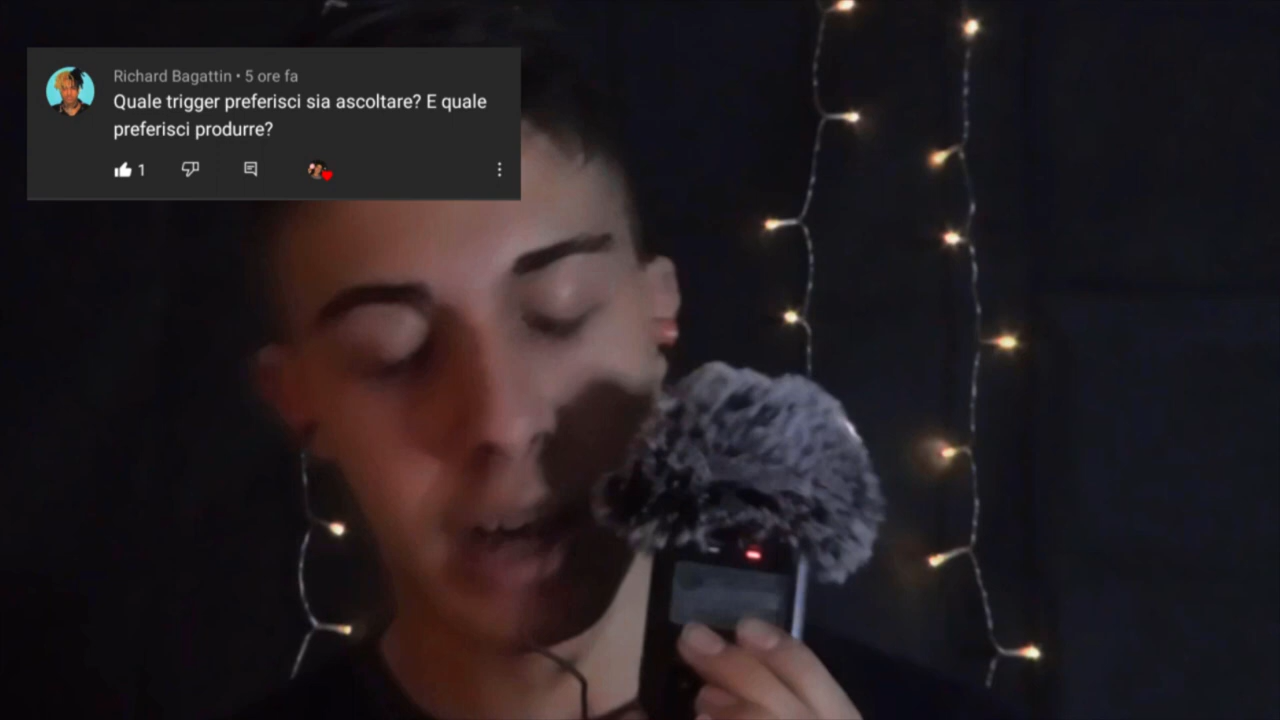 Richard Bagattin • 5 ore fa
Quale trigger preferisci sia ascoltare? E quale
preferisci produrre?
1